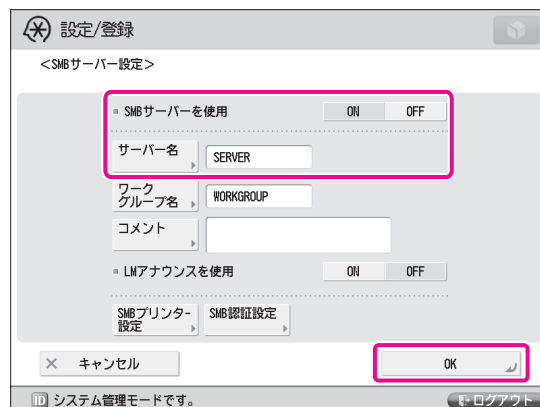 設定/登録
<SMBサーバー設定>
SMBサーバーを使用 ON OFF
サーバー名 SERVER
ワーク
グループ名 WORKGROUP
コメント
LMアナウンスを使用 ON OFF
SMBプリンター
設定 SMB認証設定
キャンセル OK
ID システム管理モードです。 ログアウト